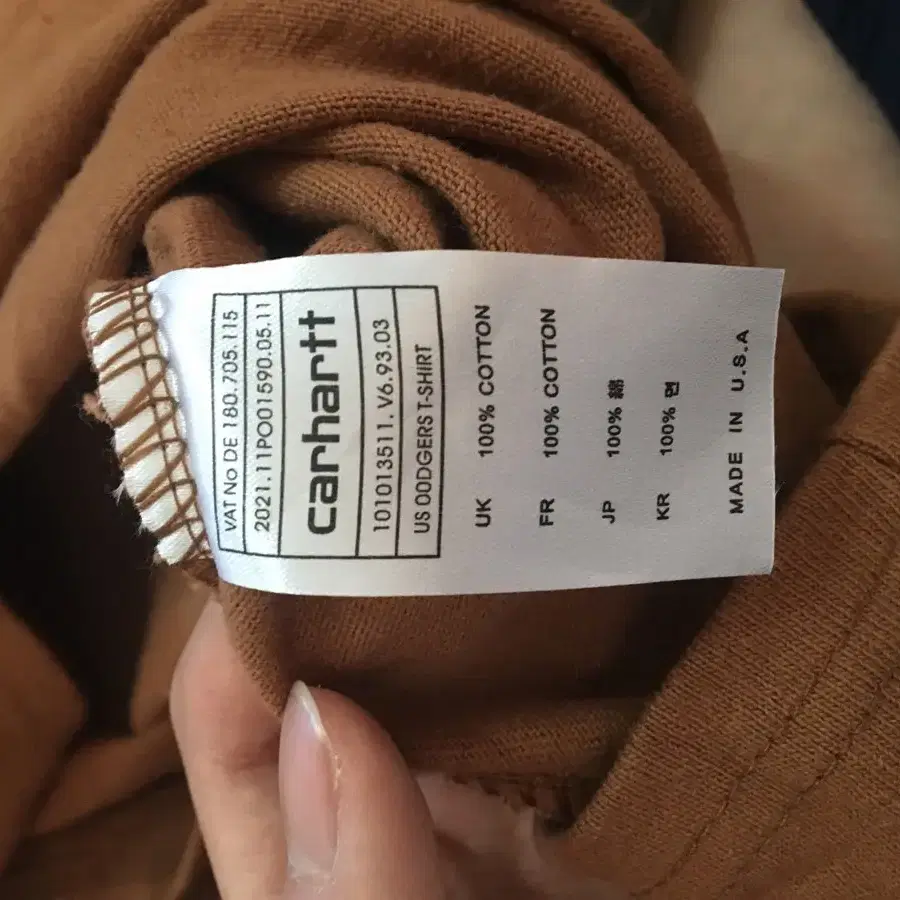 VAT No DE 180.705.115
2021.11PO01590.05.11
carhartt
101013511. V6.93.03
US 00DGERS T-SHIRT
UK 100% COTTON
FR 100% COTTON
JP 100% 綿
KR 100% 면
MADE IN U.S.A